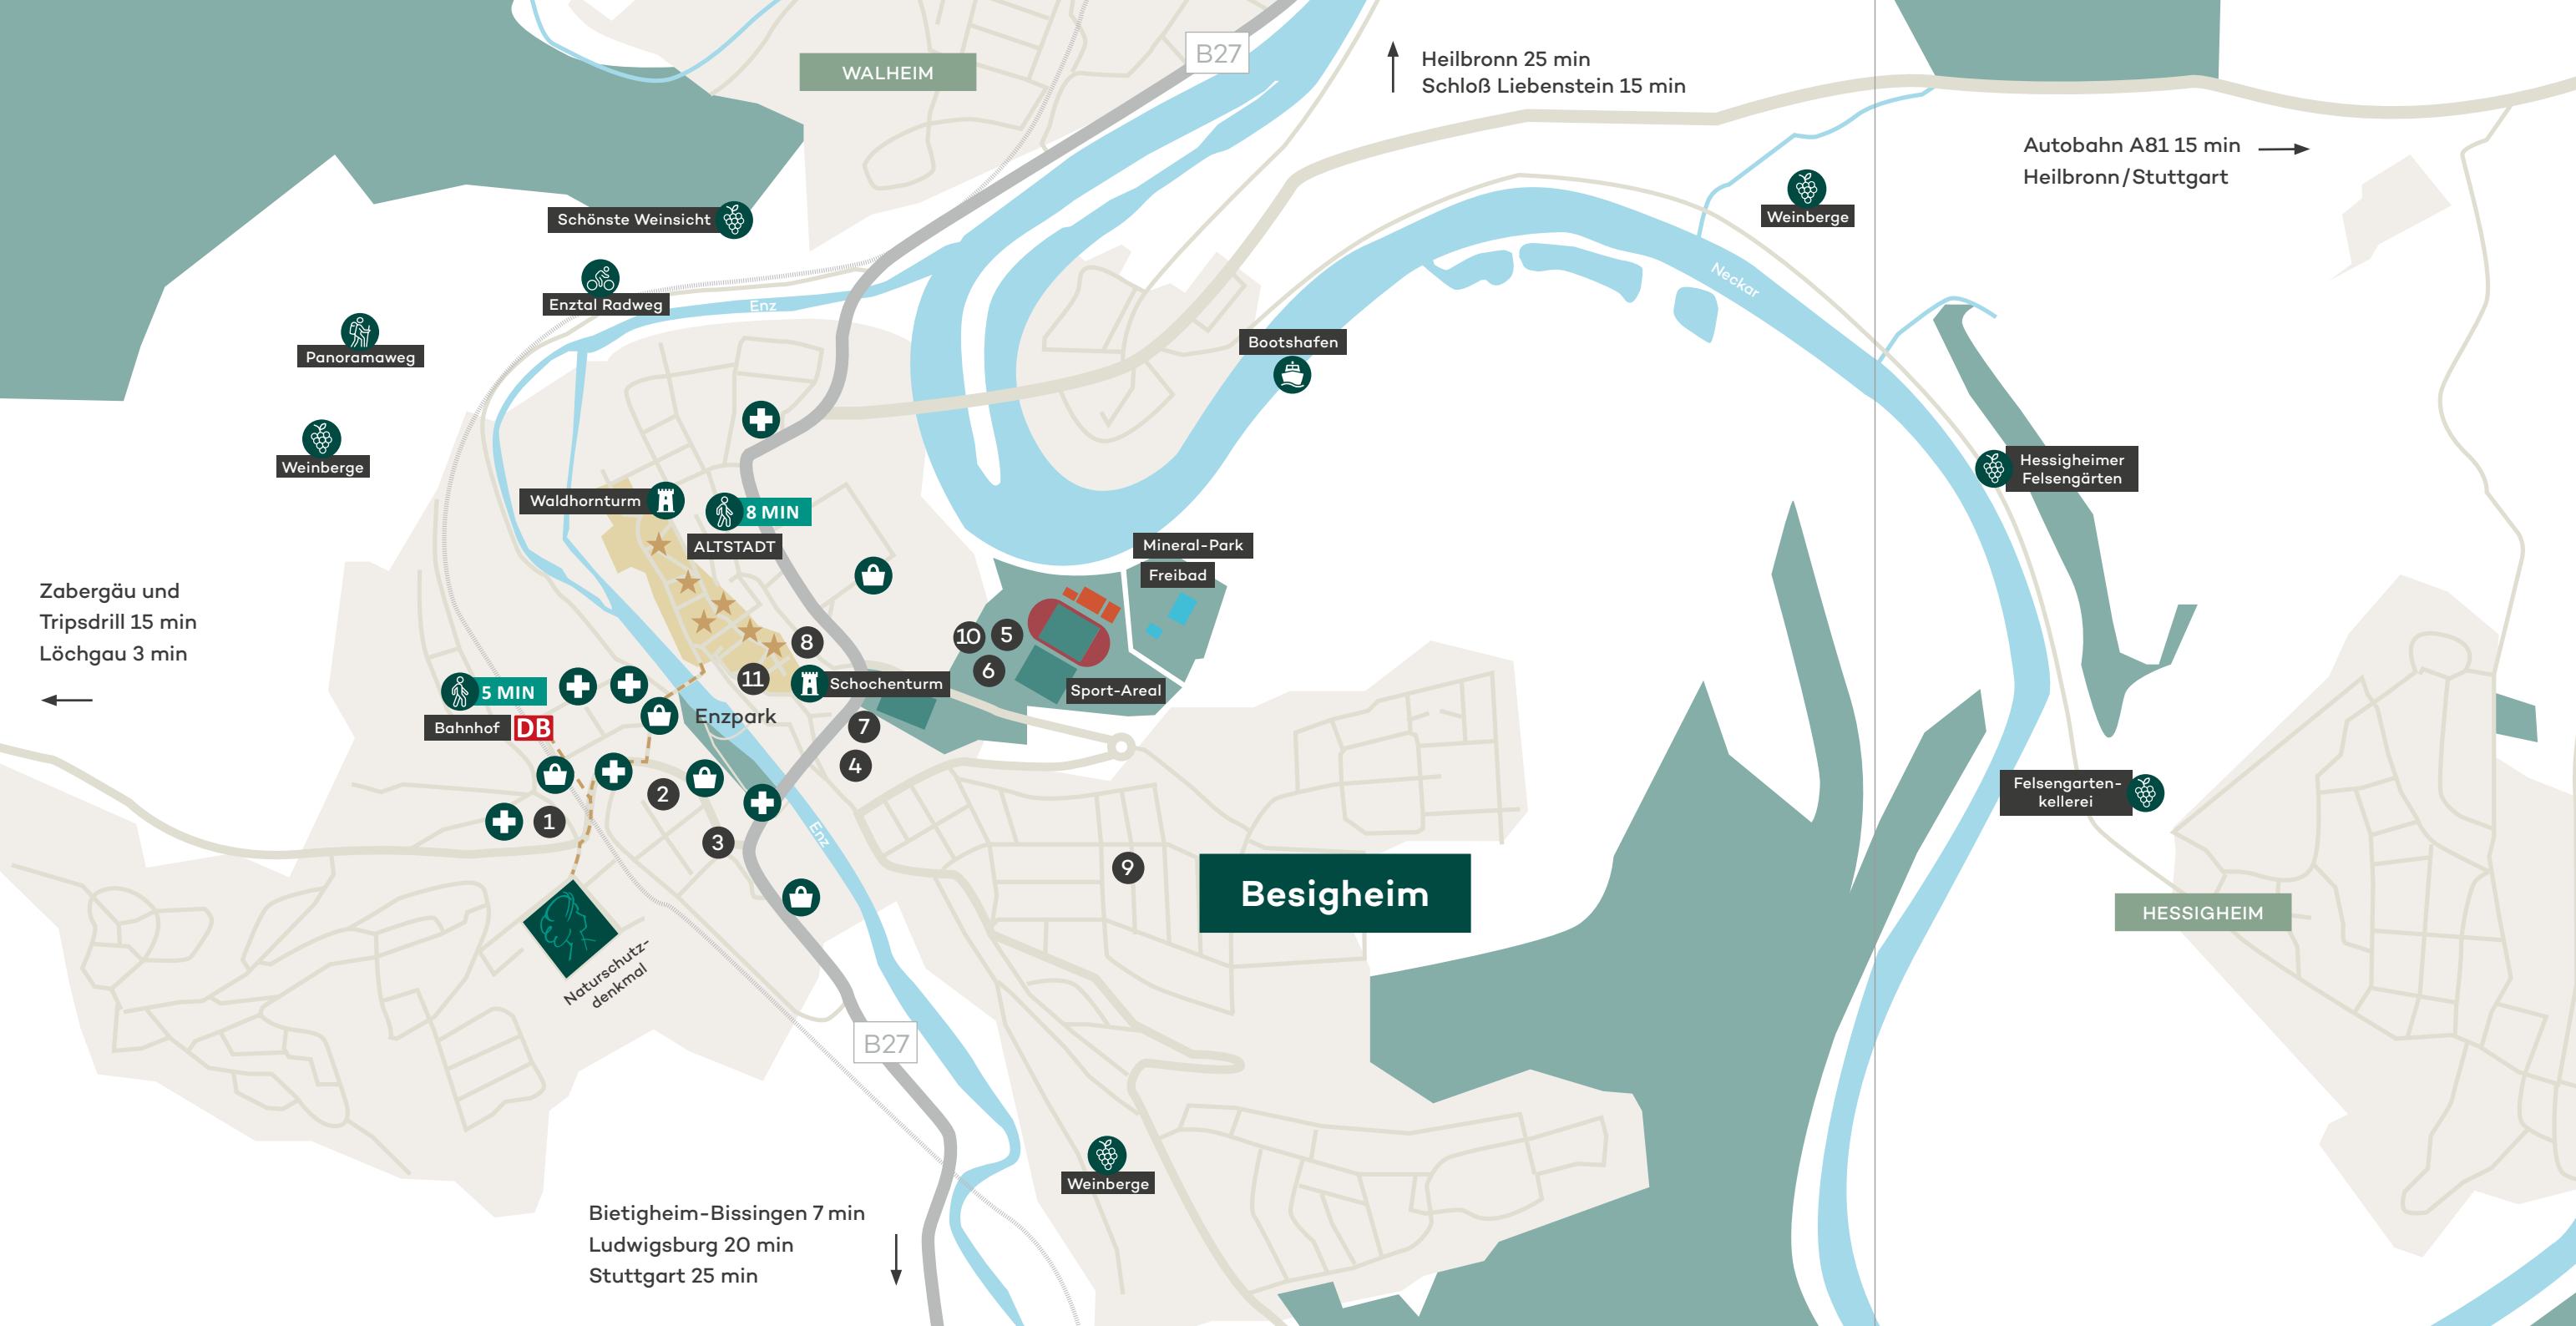 WALHEIM
B27
Heilbronn 25 min
Schloß Liebenstein 15 min
Autobahn A81 15 min
Heilbronn/Stuttgart
Schönste Weinsicht
Weinberge
Enztal Radweg
Enz
Neckar
Panoramaweg
Bootshafen
Weinberge
Hessigheimer
Felsengärten
Waldhornturm
8 MIN
ALTSTADT
Mineral-Park
Freibad
Zabergäu und
Tripsdrill 15 min
Löchgau 3 min
8
10
5
6
11
Schochenturm
Sport-Areal
5 MIN
Bahnhof
DB
Enzpark
7
4
2
1
3
Enz
Felsengarten-
kellerei
9
Besigheim
HESSIGHEIM
Naturschutz-
denkmal
B27
Weinberge
Bietigheim-Bissingen 7 min
Ludwigsburg 20 min
Stuttgart 25 min